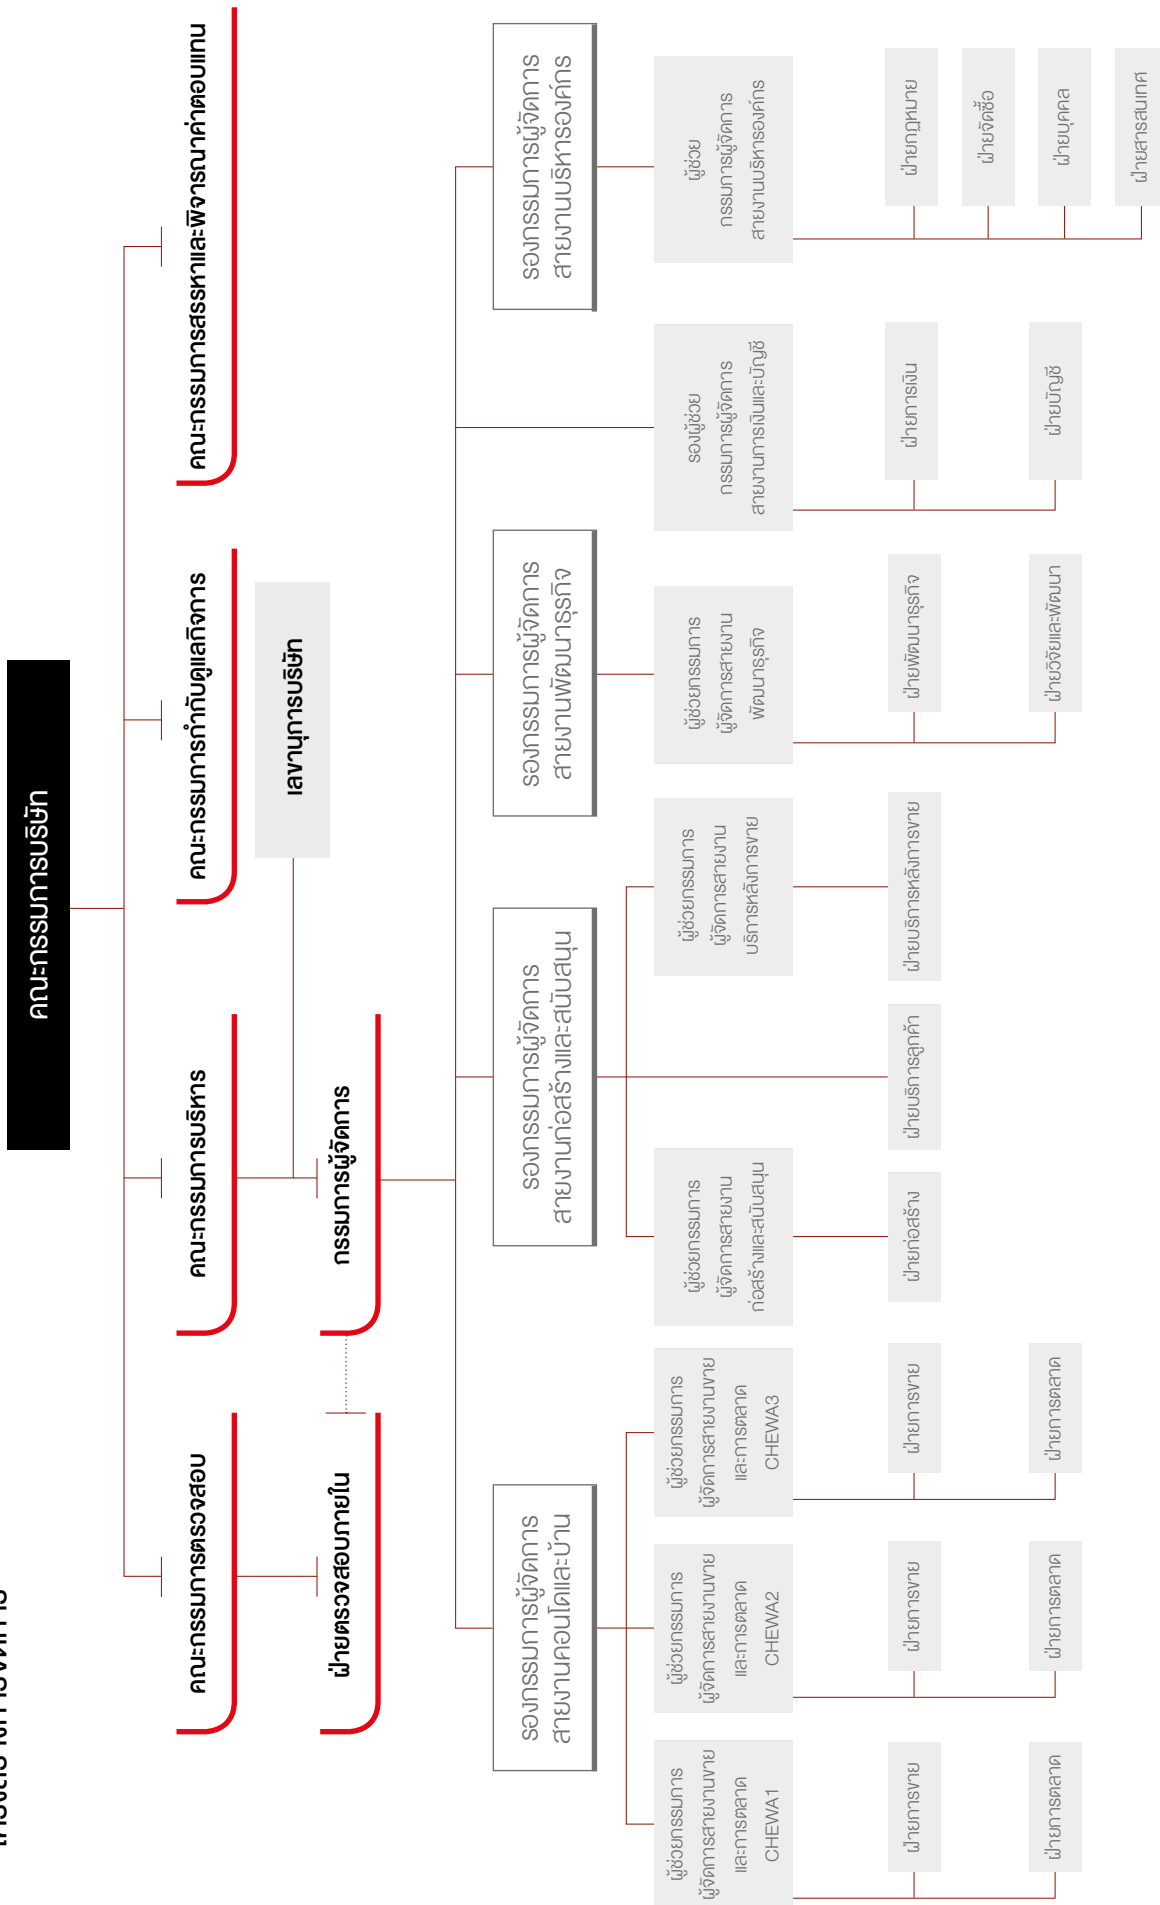 โครงสร้างการจัดการ
คณะกรรมการบริษัท
คณะกรรมการตรวจสอบ
คณะกรรมการบริหาร
คณะกรรมการกำกับดูแลกิจการ
คณะกรรมการสรรหาและพิจารณาค่าตอบแทน
เลขานุการบริษัท
ฝ่ายตรวจสอบภายใน
กรรมการผู้จัดการ
รองกรรมการผู้จัดการ
สายงานคอนโดและบ้าน
รองกรรมการผู้จัดการ
สายงานก่อสร้างและสนับสนุน
รองกรรมการผู้จัดการ
สายงานพัฒนาธุรกิจ
รองกรรมการผู้จัดการ
สายงานบริหารองค์กร
ผู้ช่วยกรรมการ
ผู้จัดการสายงานขาย
และการตลาด
CHEWA1
ผู้ช่วยกรรมการ
ผู้จัดการสายงานขาย
และการตลาด
CHEWA2
ผู้ช่วยกรรมการ
ผู้จัดการสายงานขาย
และการตลาด
CHEWA3
ผู้ช่วยกรรมการ
ผู้จัดการสายงาน
ก่อสร้างและสนับสนุน
ผู้ช่วยกรรมการ
ผู้จัดการสายงาน
บริการหลังการขาย
ผู้ช่วยกรรมการ
ผู้จัดการสายงาน
พัฒนาธุรกิจ
รองผู้ช่วย
กรรมการผู้จัดการ
สายงานการเงินและบัญชี
ผู้ช่วย
กรรมการผู้จัดการ
สายงานบริหารองค์กร
ฝ่ายการขาย
ฝ่ายการขาย
ฝ่ายการขาย
ฝ่ายก่อสร้าง
ฝ่ายบริการลูกค้า
ฝ่ายบริการหลังการขาย
ฝ่ายพัฒนาธุรกิจ
ฝ่ายการเงิน
ฝ่ายกฎหมาย
ฝ่ายจัดซื้อ
ฝ่ายการตลาด
ฝ่ายการตลาด
ฝ่ายการตลาด
ฝ่ายวิจัยและพัฒนา
ฝ่ายบัญชี
ฝ่ายบุคคล
ฝ่ายสารสนเทศ